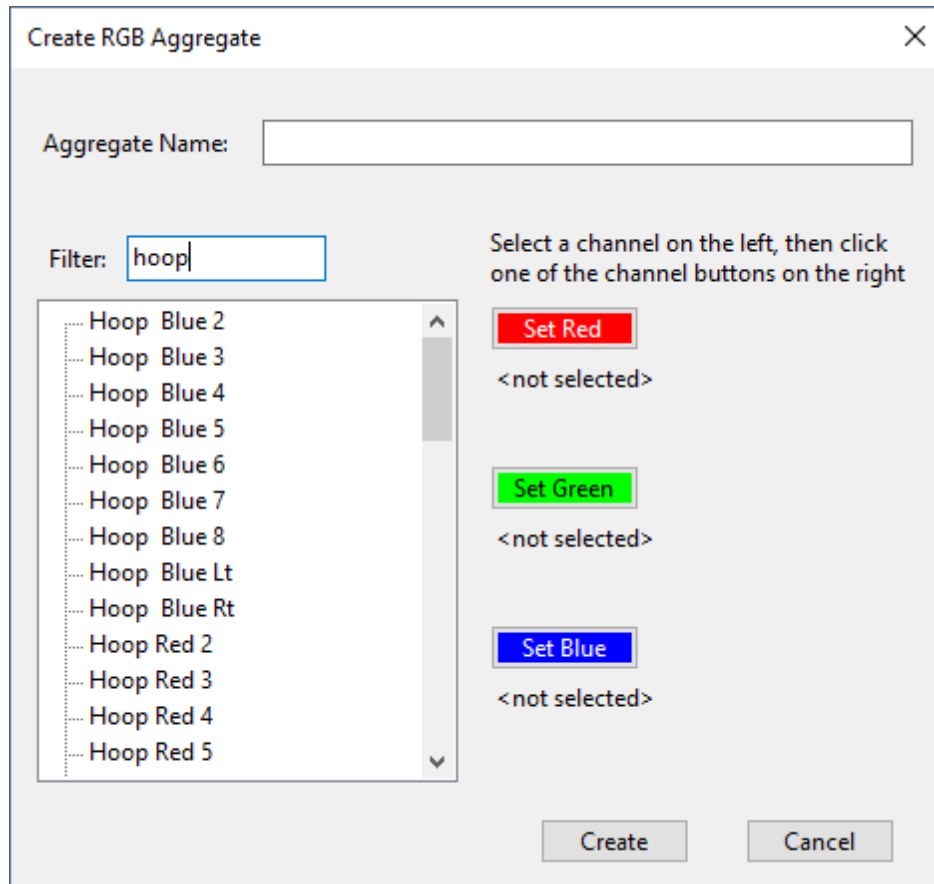 Create RGB Aggregate
Aggregate Name:
Filter: hoop
Select a channel on the left, then click
one of the channel buttons on the right
Hoop  Blue 2
Hoop  Blue 3
Hoop  Blue 4
Hoop  Blue 5
Hoop  Blue 6
Hoop  Blue 7
Hoop  Blue 8
Hoop  Blue Lt
Hoop  Blue Rt
Hoop Red 2
Hoop Red 3
Hoop Red 4
Hoop Red 5
Set Red
<not selected>
Set Green
<not selected>
Set Blue
<not selected>
Create
Cancel